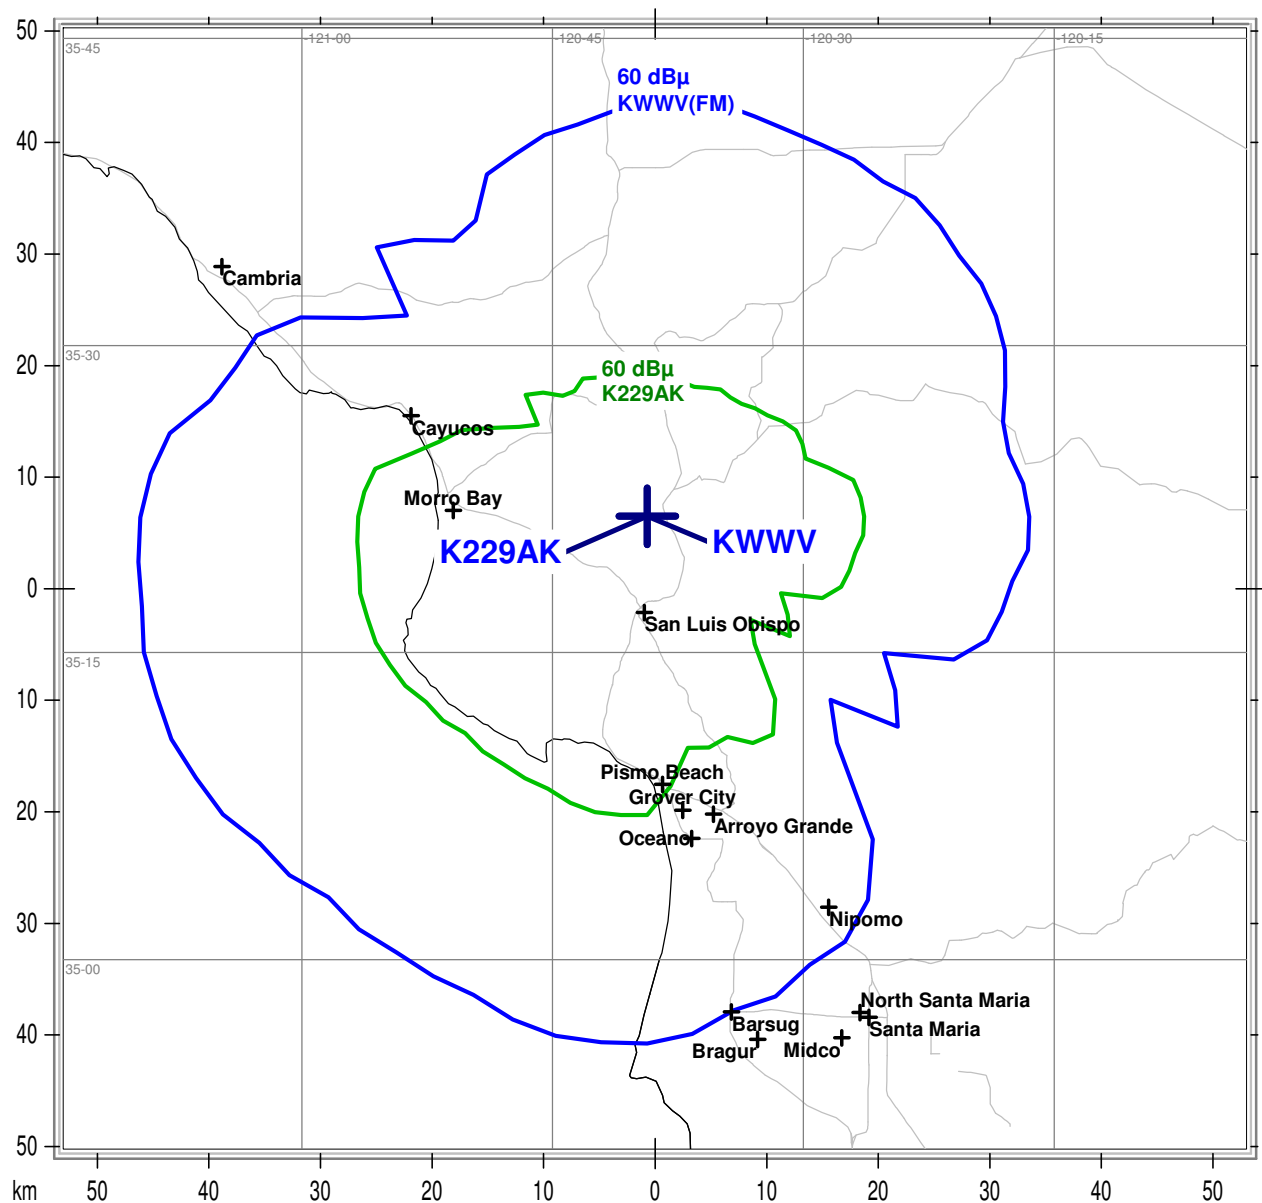 50
35-45
-121-00
-120-45
-120-30
-120-15
60 dBµ
KWWV(FM)
40
30
Cambria
20
35-30
60 dBµ
K229AK
Cayucos
10
Morro Bay
K229AK
KWWV
0
San Luis Obispo
35-15
10
Pismo Beach
Grover City
20
Arroyo Grande
Oceano
30
Nipomo
35-00
North Santa Maria
40
Barsug
Santa Maria
Bragur
Midco
50
km
50
40
30
20
10
0
10
20
30
40
50